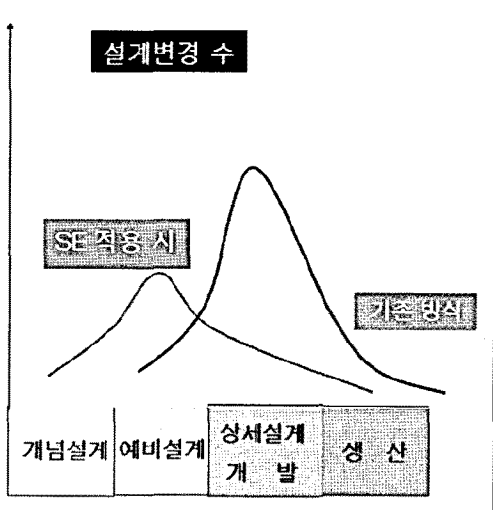 설계변경 수
SE 적용 시
기존 방식
개념설계
예비설계
상세설계
개 발
생 산